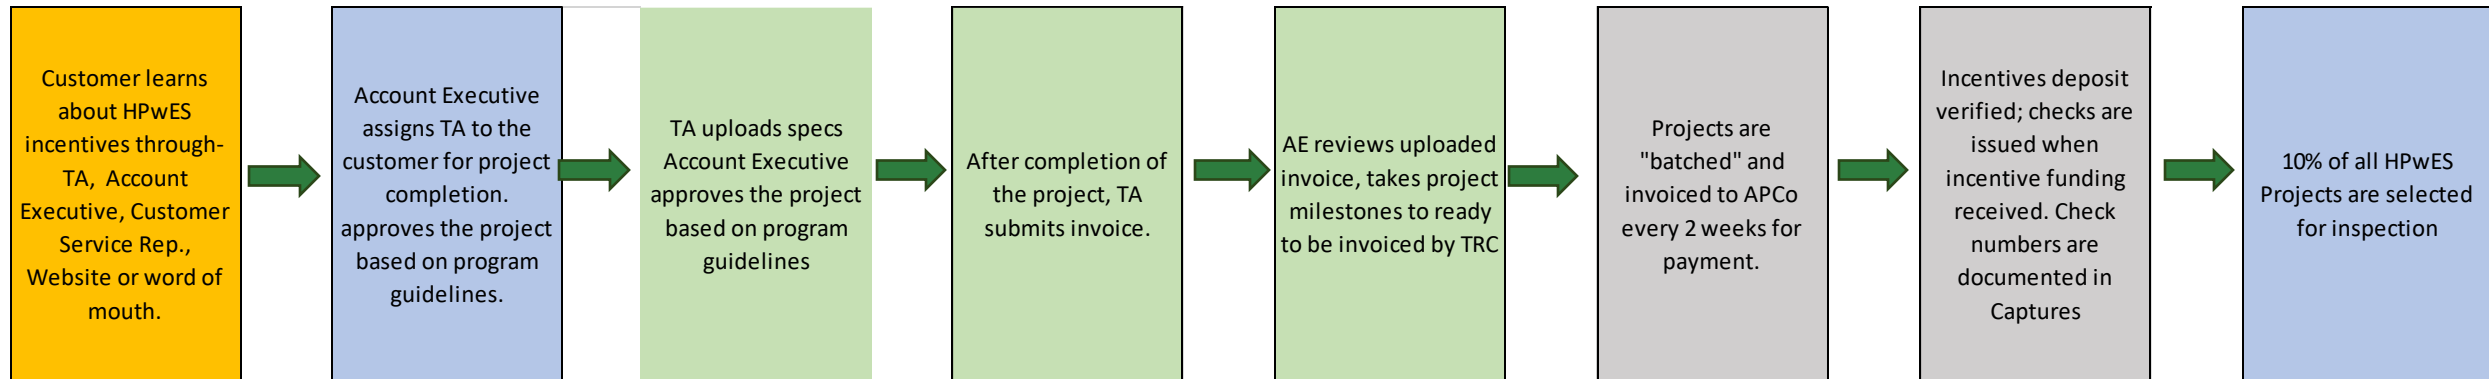 Customer learns
about HPwES
incentives through-
TA, Account
Executive, Customer
Service Rep.,
Website or word of
mouth.
Account Executive
assigns TA to the
customer for project
completion.
approves the project
based on program
guidelines.
TA uploads specs
Account Executive
approves the project
based on program
guidelines
After completion of
the project, TA
submits invoice.
AE reviews uploaded
invoice, takes project
milestones to ready
to be invoiced by TRC
Projects are
"batched" and
invoiced to APCo
every 2 weeks for
payment.
Incentives deposit
verified; checks are
issued when
incentive funding
received. Check
numbers are
documented in
Captures
10% of all HPwES
Projects are selected
for inspection